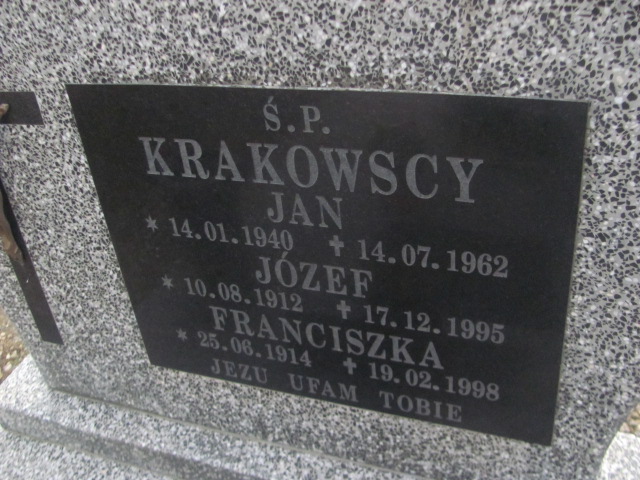 Ś.P.
KRAKOWSCY
JAN
* 14.01.1940 ✝ 14.07.1962
JÓZEF
* 10.08.1912 ✝ 17.12.1995
FRANCISZKA
* 25.06.1914 ✝ 19.02.1998
JEZU UFAM TOBIE